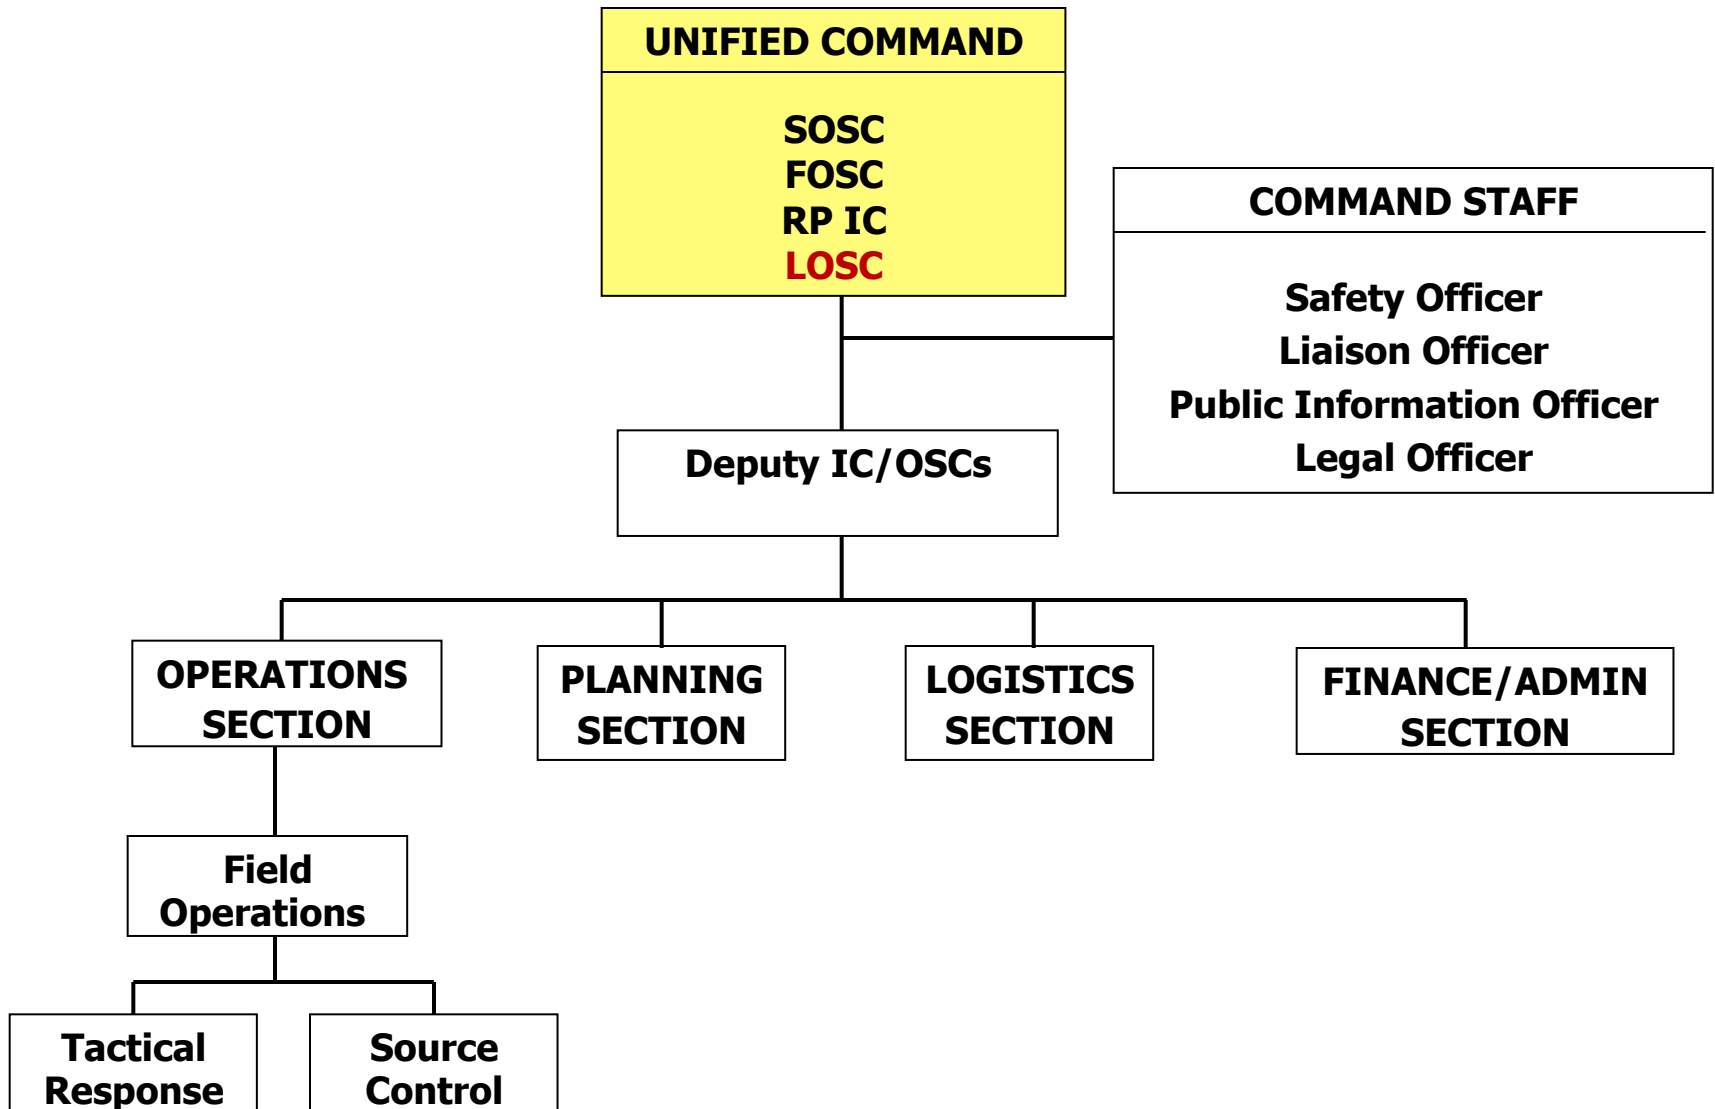 UNIFIED COMMAND
SOSC
FOSC
RP IC
LOSC
COMMAND STAFF
Safety Officer
Liaison Officer
Public Information Officer
Legal Officer
Deputy IC/OSCs
OPERATIONS
SECTION
PLANNING
SECTION
LOGISTICS
SECTION
FINANCE/ADMIN
SECTION
Field
Operations
Tactical
Response
Source
Control